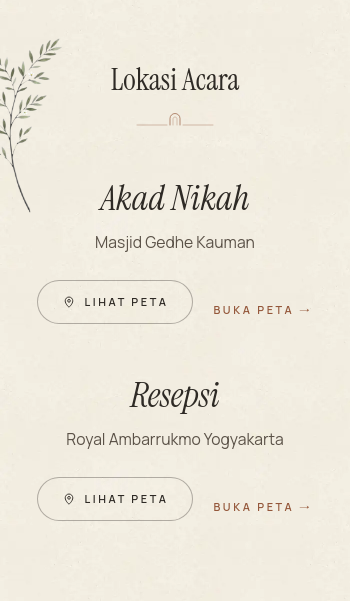 Lokasi Acara
Akad Nikah
Masjid Gedhe Kauman
LIHAT PETA
BUKA PETA →
Resepsi
Royal Ambarrukmo Yogyakarta
LIHAT PETA
BUKA PETA →